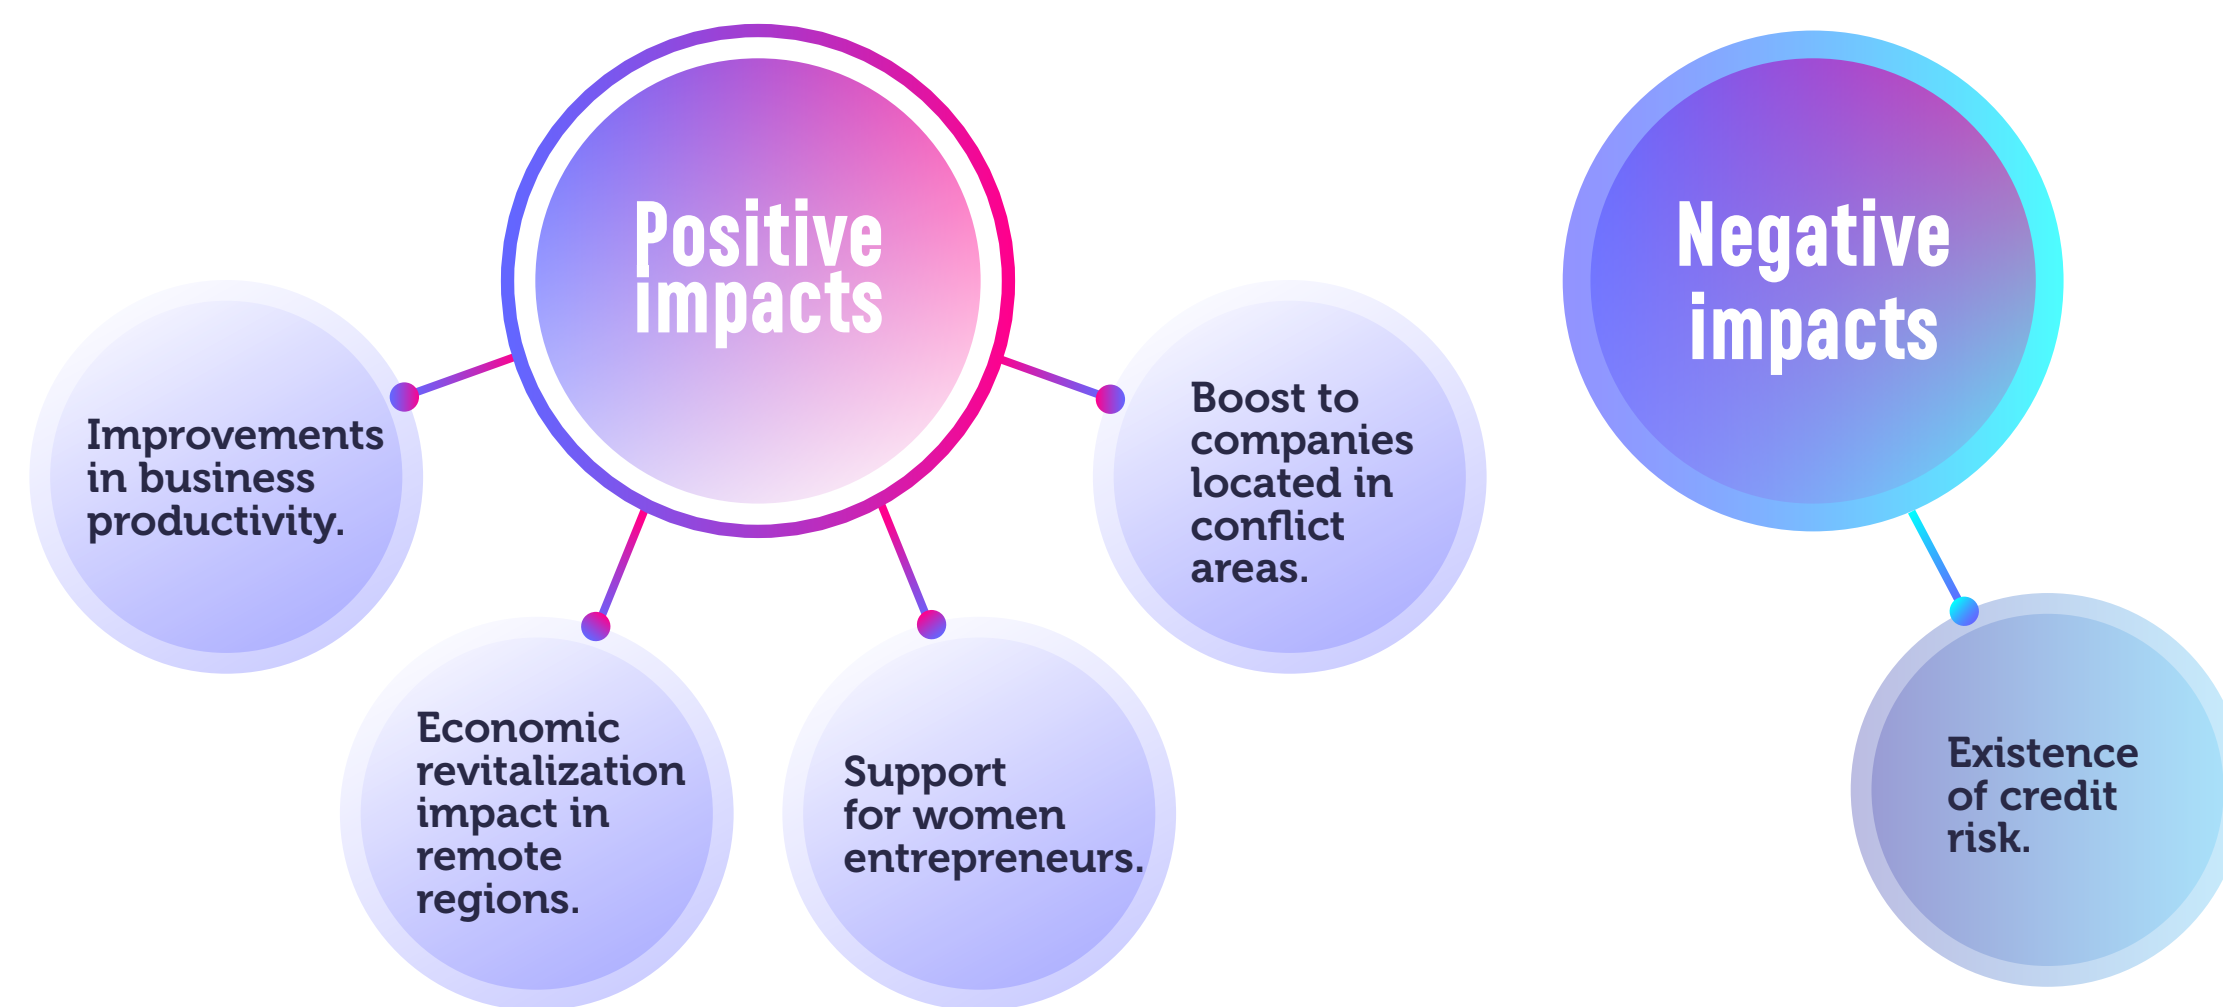 Positive
impacts
Improvements
in business
productivity.
Economic
revitalization
impact in
remote
regions.
Support
for women
entrepreneurs.
Boost to
companies
located in
conflict
areas.
Negative
impacts
Existence
of credit
risk.